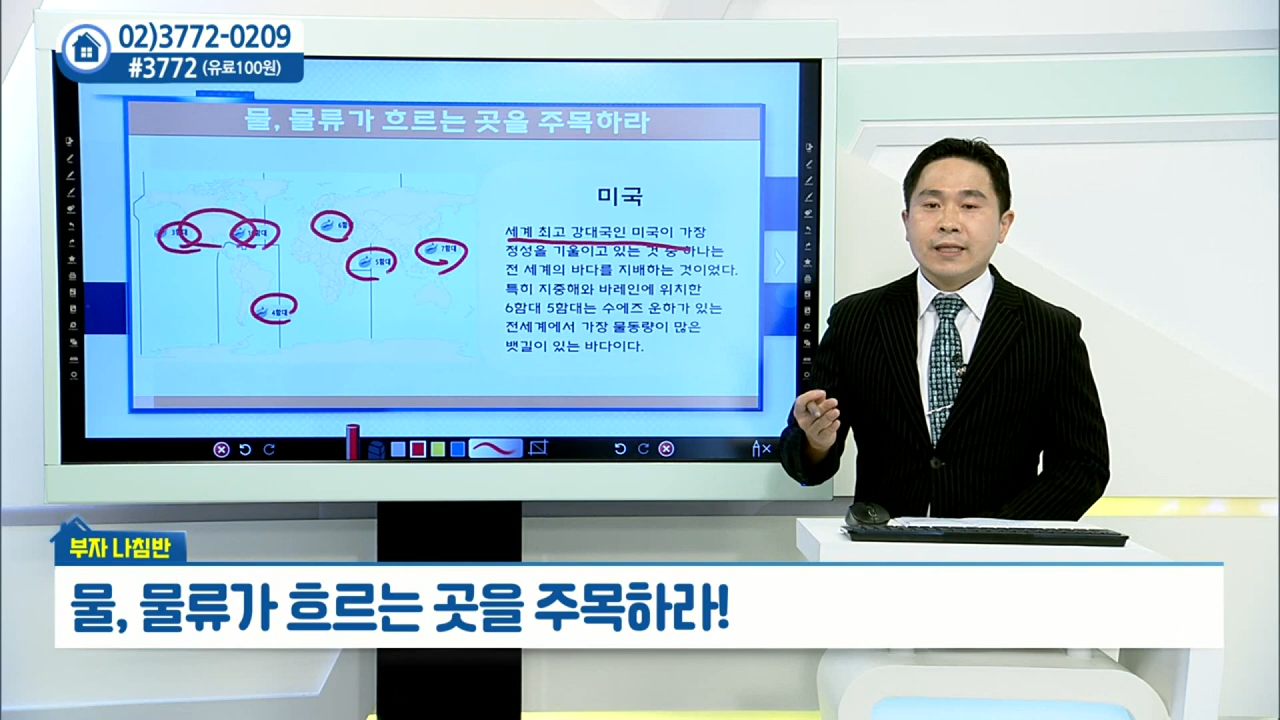 02)3772-0209
#3772 (유료100원)
물, 물류가 흐르는 곳을 주목하라
미국
세계 최고 강대국인 미국이 가장
정성을 기울이고 있는 것 중 하나는
전 세계의 바다를 지배하는 것이었다.
특히 지중해와 바레인에 위치한
6함대 5함대는 수에즈 운하가 있는
전세계에서 가장 물동량이 많은
뱃길이 있는 바다이다.
3함대
6함
7함대
5함대
4함대
부자 나침반
물, 물류가 흐르는 곳을 주목하라!